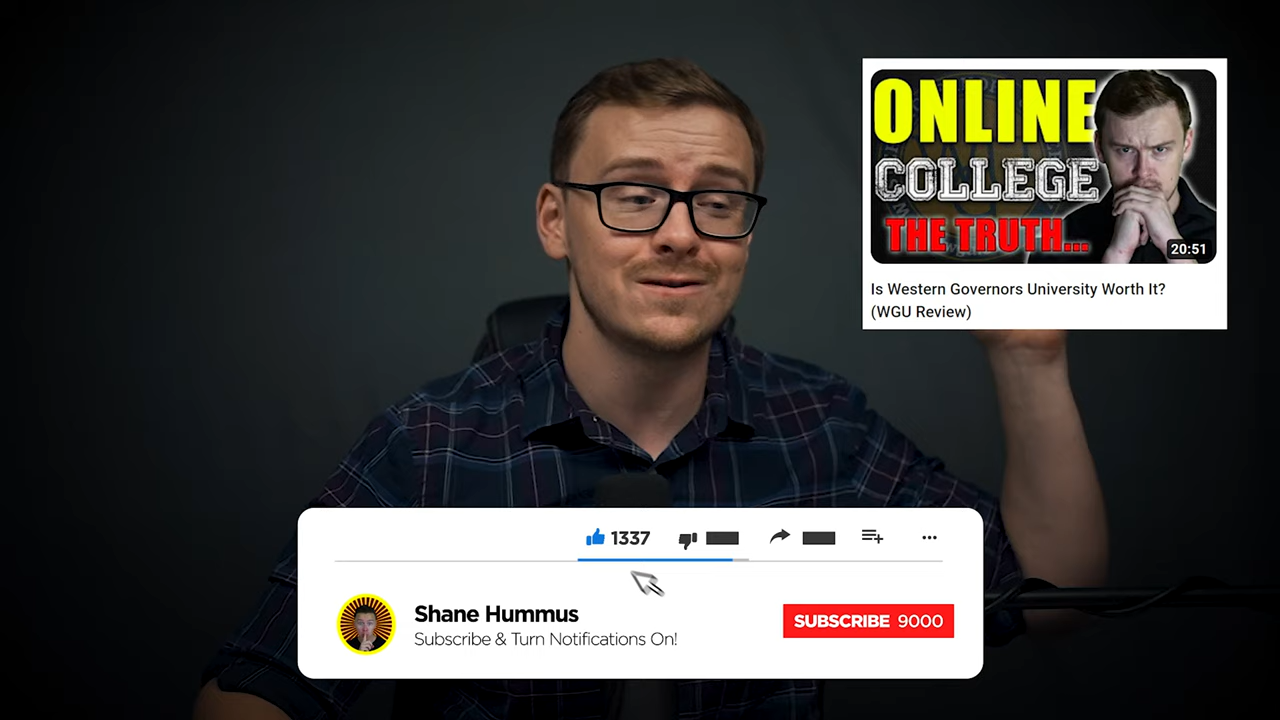 ONLINE
COLLEGE
THE TRUTH...
20:51
Is Western Governors University Worth It?
(WGU Review)
1337
Shane Hummus
Subscribe & Turn Notifications On!
SUBSCRIBE 9000